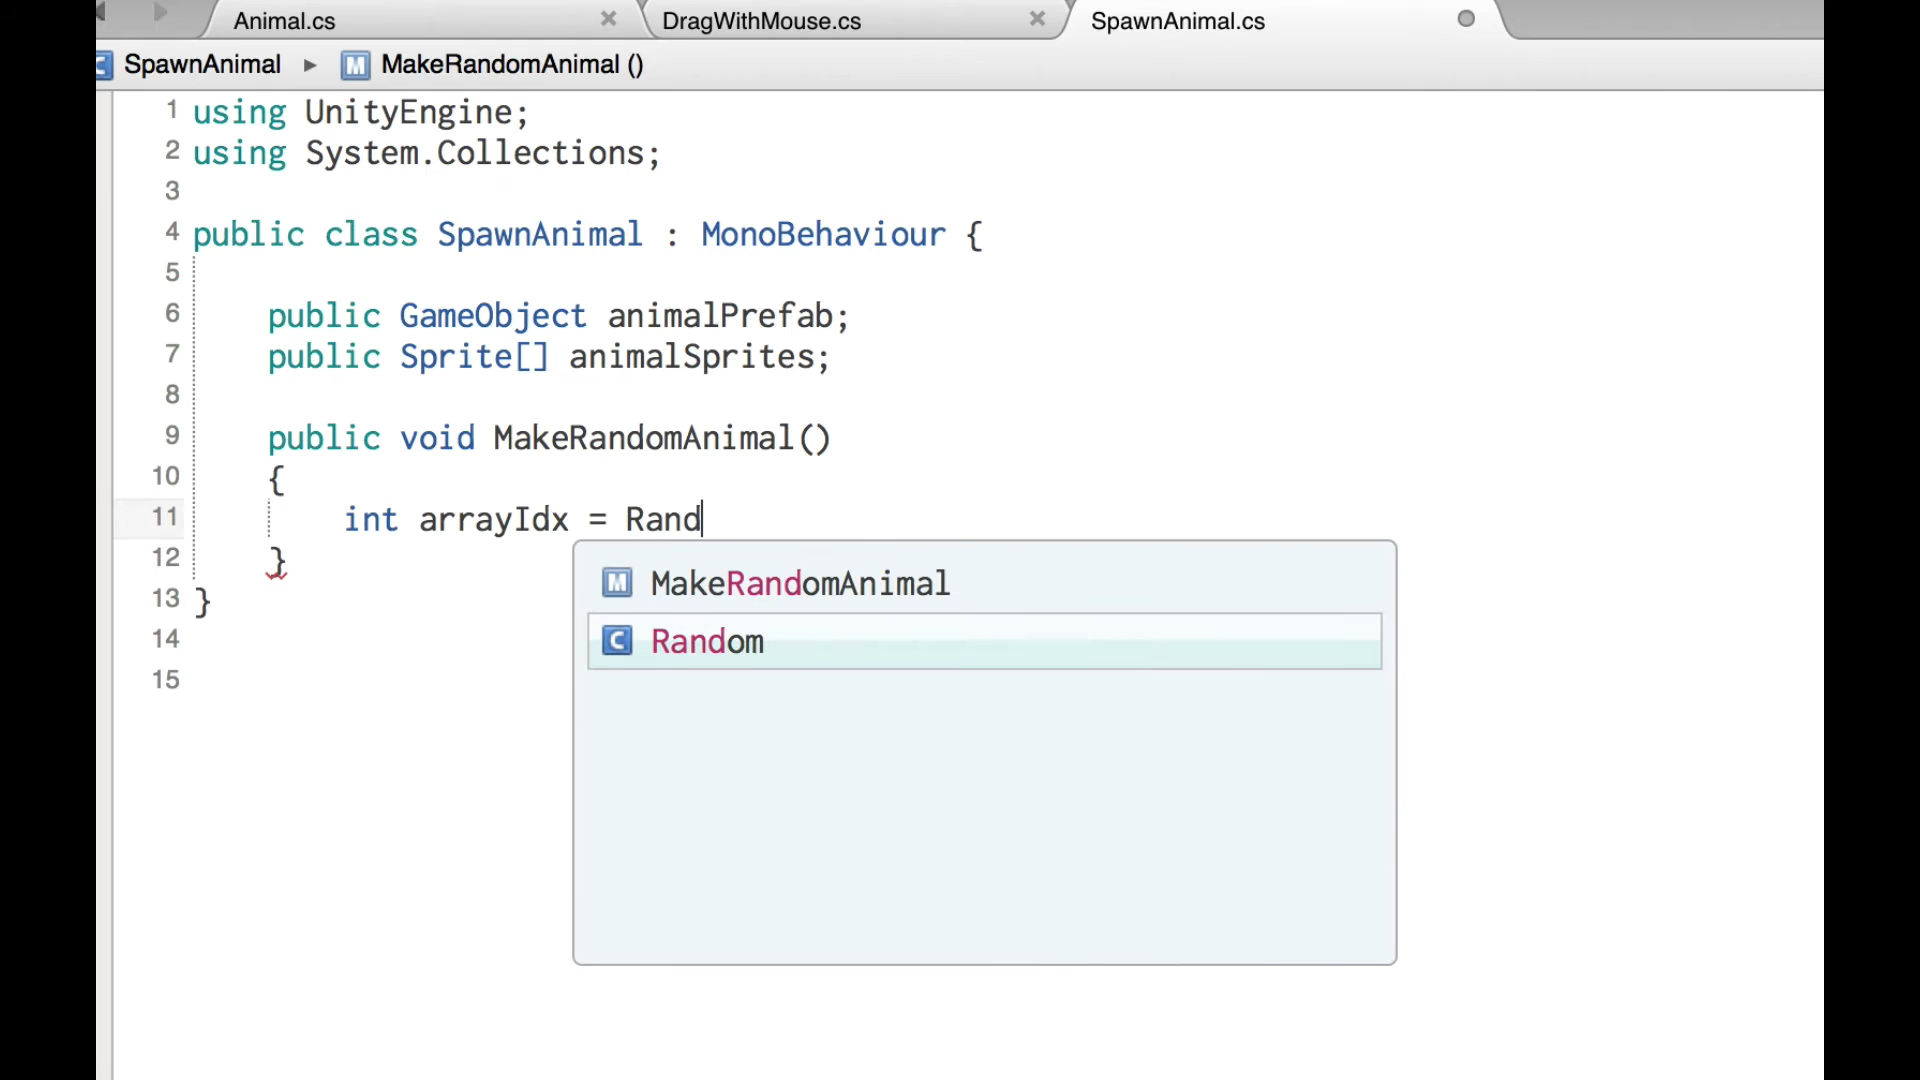 Animal.cs DragWithMouse.cs SpawnAnimal.cs
C SpawnAnimal ▸ M MakeRandomAnimal ()
1 using UnityEngine;
2 using System.Collections;
3
4 public class SpawnAnimal : MonoBehaviour {
5
6 public GameObject animalPrefab;
7 public Sprite[] animalSprites;
8
9 public void MakeRandomAnimal()
10 {
11 int arrayIdx = Rand
12 }
13 }
14
15
M MakeRandomAnimal
C Random